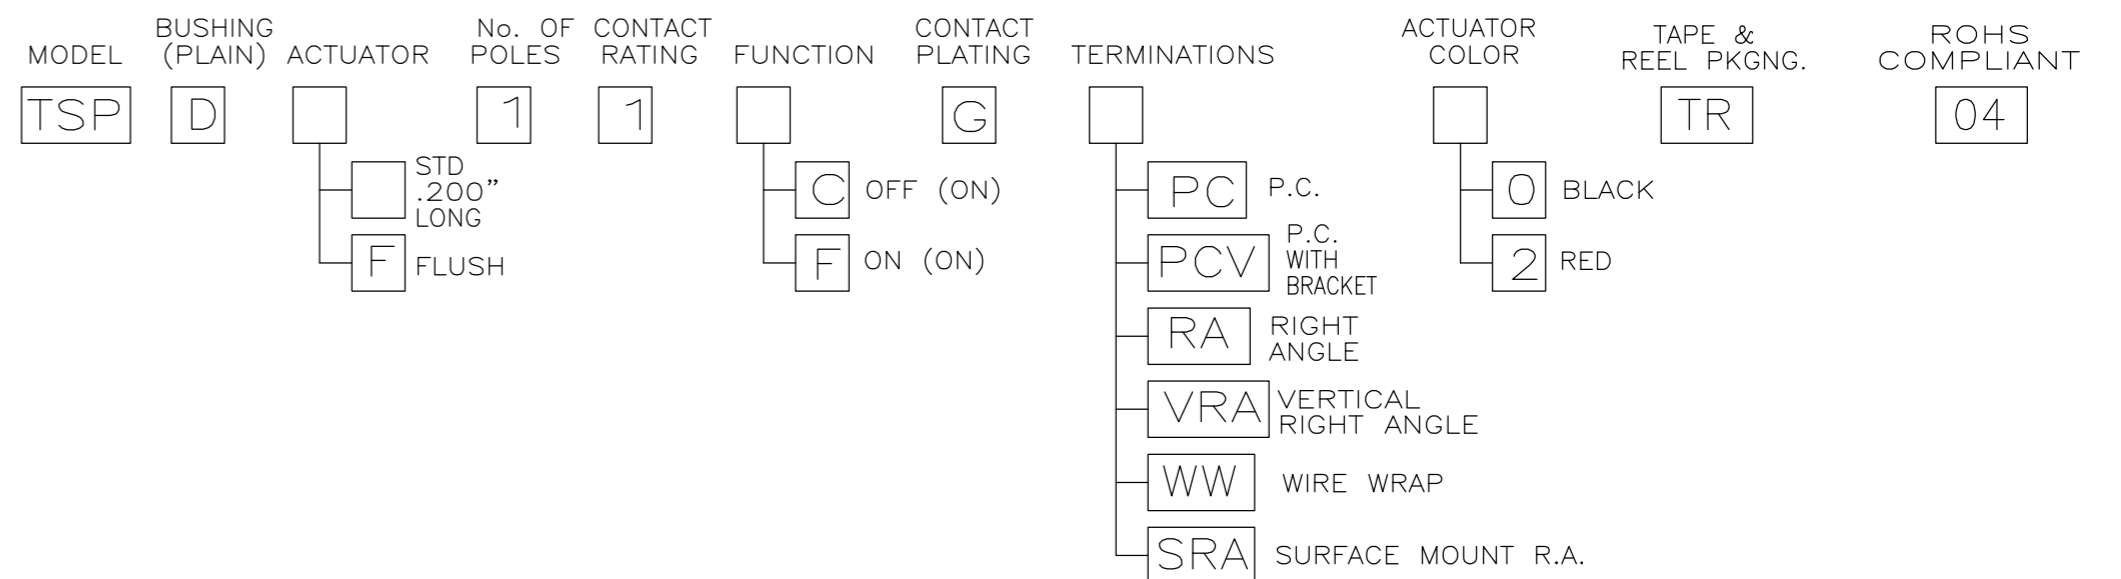 MODEL
BUSHING
(PLAIN)
ACTUATOR
No. OF
POLES
CONTACT
RATING
FUNCTION
CONTACT
PLATING
TERMINATIONS
ACTUATOR
COLOR
TAPE &
REEL PKGNG.
ROHS
COMPLIANT
TSP
D
1
1
G
TR
04
STD
.200”
LONG
F
FLUSH
C
OFF (ON)
F
ON (ON)
PC
P.C.
PCV
P.C.
WITH
BRACKET
RA
RIGHT
ANGLE
VRA
VERTICAL
RIGHT ANGLE
WW
WIRE WRAP
SRA
SURFACE MOUNT R.A.
0
BLACK
2
RED